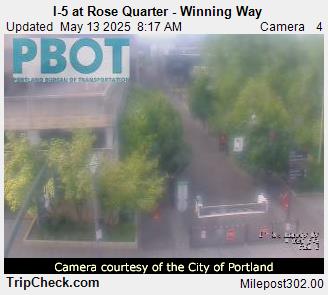 I-5 at Rose Quarter - Winning Way
Updated May 13 2025 8:17 AM Camera 4
PBOT
PORTLAND BUREAU OF TRANSPORTATION
Camera courtesy of the City of Portland
TripCheck.com Milepost302.00